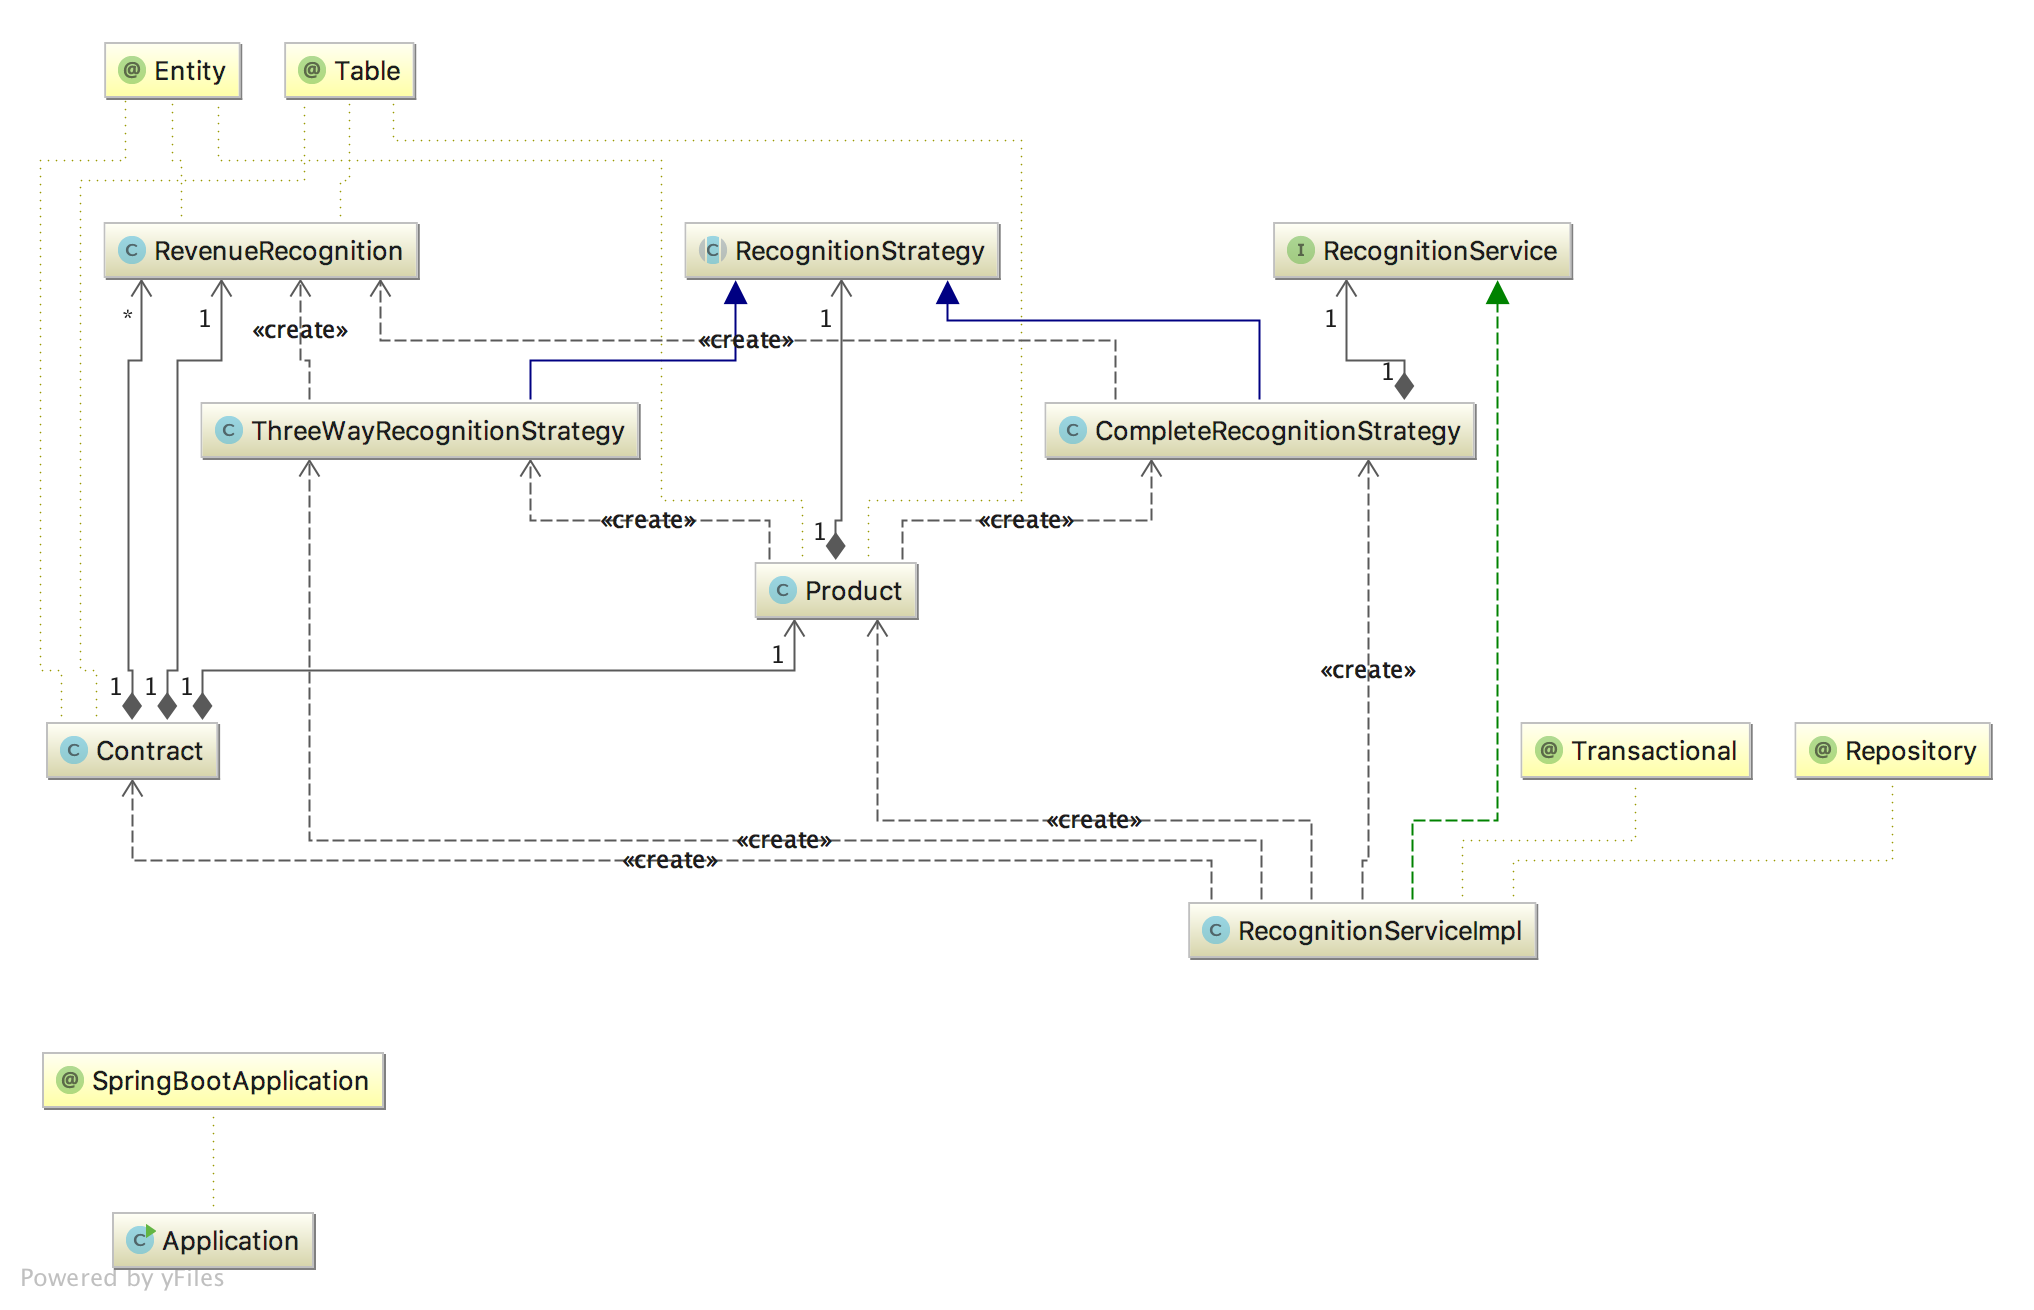 @ Entity
@ Table
C RevenueRecognition
C RecognitionStrategy
I RecognitionService
* 1 «create» 1 1
«create»
1
C ThreeWayRecognitionStrategy
C CompleteRecognitionStrategy
«create» 1 «create»
C Product
1 «create»
1 1 1
C Contract
@ Transactional
@ Repository
«create»
«create»
«create»
C RecognitionServiceImpl
@ SpringBootApplication
C Application
Powered by yFiles